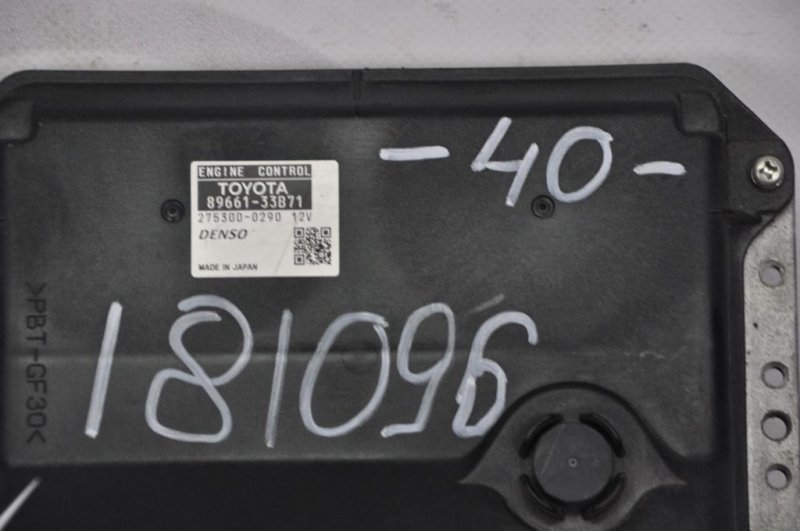 -40-
ENGINE CONTROL
TOYOTA
89661-33B71
275300-0290 12V
DENSO
MADE IN JAPAN
>PBT-GF30<
181096